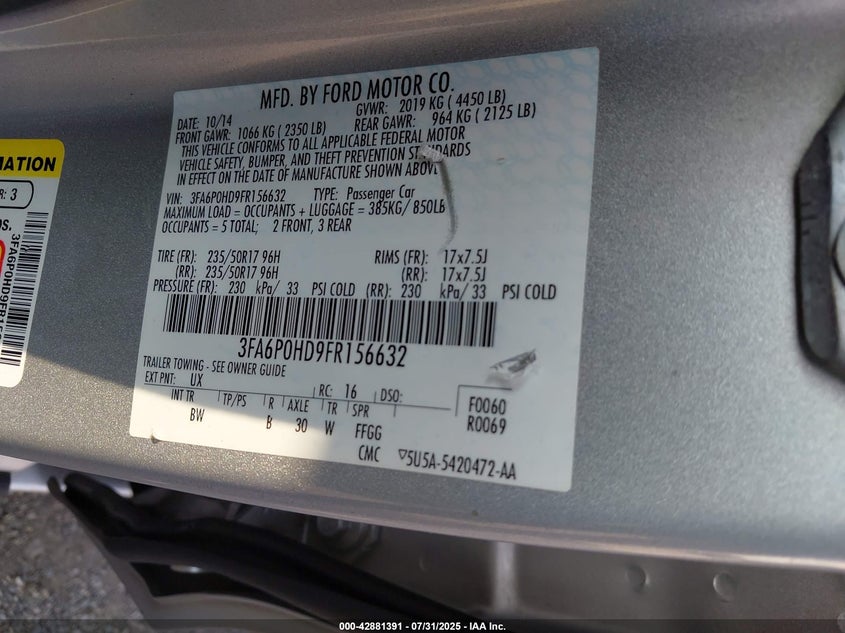 MFD. BY FORD MOTOR CO.
DATE: 10/14 GVWR: 2019 KG ( 4450 LB)
FRONT GAWR: 1066 KG ( 2350 LB) REAR GAWR: 964 KG ( 2125 LB)
THIS VEHICLE CONFORMS TO ALL APPLICABLE FEDERAL MOTOR
VEHICLE SAFETY, BUMPER, AND THEFT PREVENTION STANDARDS
IN EFFECT ON THE DATE OF MANUFACTURE SHOWN ABOVE
VIN: 3FA6P0HD9FR156632 TYPE: Passenger Car
MAXIMUM LOAD = OCCUPANTS + LUGGAGE = 385KG/ 850LB
OCCUPANTS = 5 TOTAL; 2 FRONT, 3 REAR
TIRE (FR): 235/50R17 96H RIMS (FR): 17x7.5J
(RR): 235/50R17 96H (RR): 17x7.5J
PRESSURE (FR): 230 kPa/ 33 PSI COLD (RR): 230 kPa/ 33 PSI COLD
3FA6P0HD9FR156632
TRAILER TOWING - SEE OWNER GUIDE
EXT PNT: UX RC: 16 DSO:
INT TR TP/PS R AXLE TR SPR
BW B 30 W FFGG
F0060
R0069
CMC ▽5U5A-5420472-AA
MATION
R: 3
3FA6P0HD9FR156
000-42881391 - 07/31/2025 - IAA Inc.